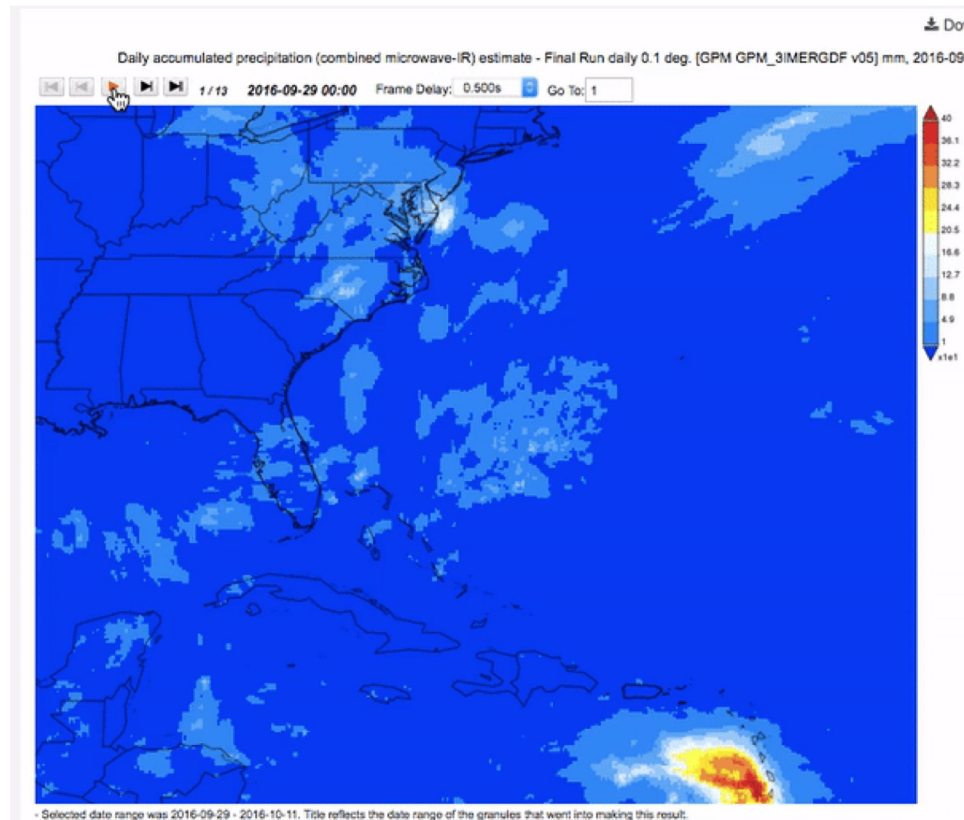 Do
Daily accumulated precipitation (combined microwave-IR) estimate - Final Run daily 0.1 deg. [GPM GPM_3IMERGDF v05] mm, 2016-09
1 / 13 2016-09-29 00:00 Frame Delay: 0.500s Go To: 1
40
36.1
32.2
28.3
24.4
20.5
16.6
12.7
8.8
4.9
1
x1e1
- Selected date range was 2016-09-29 - 2016-10-11. Title reflects the date range of the granules that went into making this result.